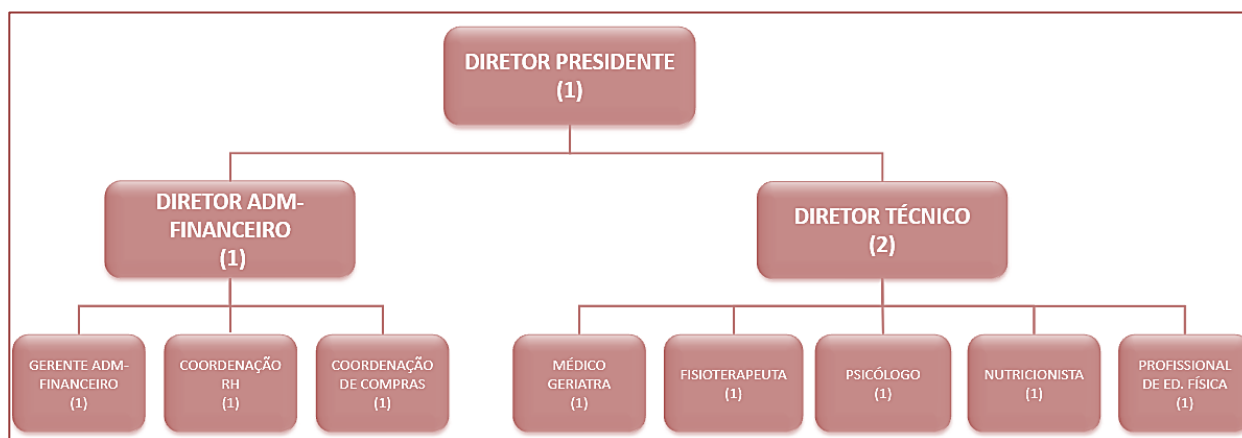 DIRETOR PRESIDENTE
(1)
DIRETOR ADM-
FINANCEIRO
(1)
DIRETOR TÉCNICO
(2)
GERENTE ADM-
FINANCEIRO
(1)
COORDENAÇÃO
RH
(1)
COORDENAÇÃO
DE COMPRAS
(1)
MÉDICO
GERIATRA
(1)
FISIOTERAPEUTA
(1)
PSICÓLOGO
(1)
NUTRICIONISTA
(1)
PROFISSIONAL
DE ED. FÍSICA
(1)